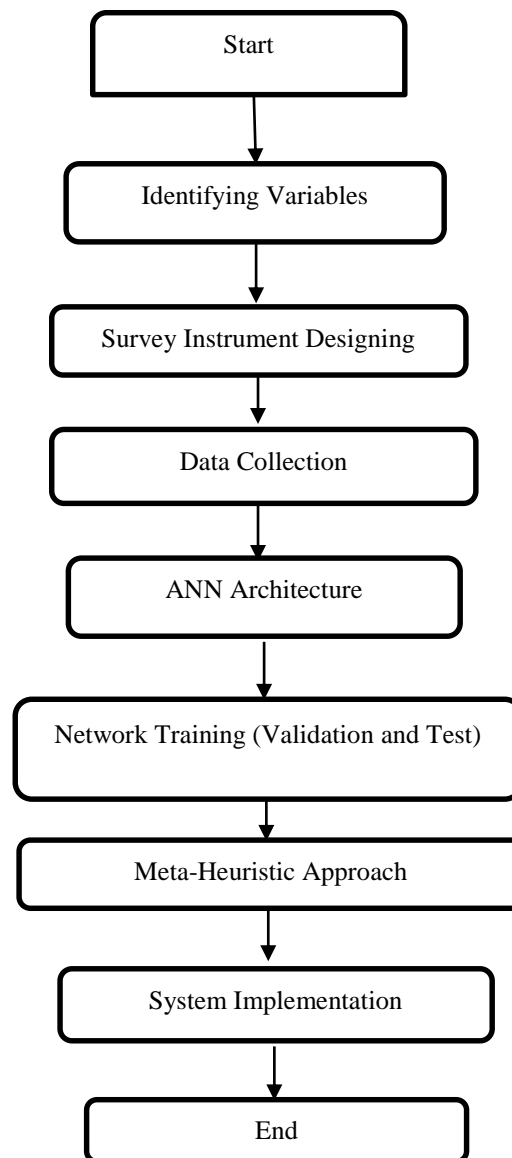 Start
Identifying Variables
Survey Instrument Designing
Data Collection
ANN Architecture
Network Training (Validation and Test)
Meta-Heuristic Approach
System Implementation
End